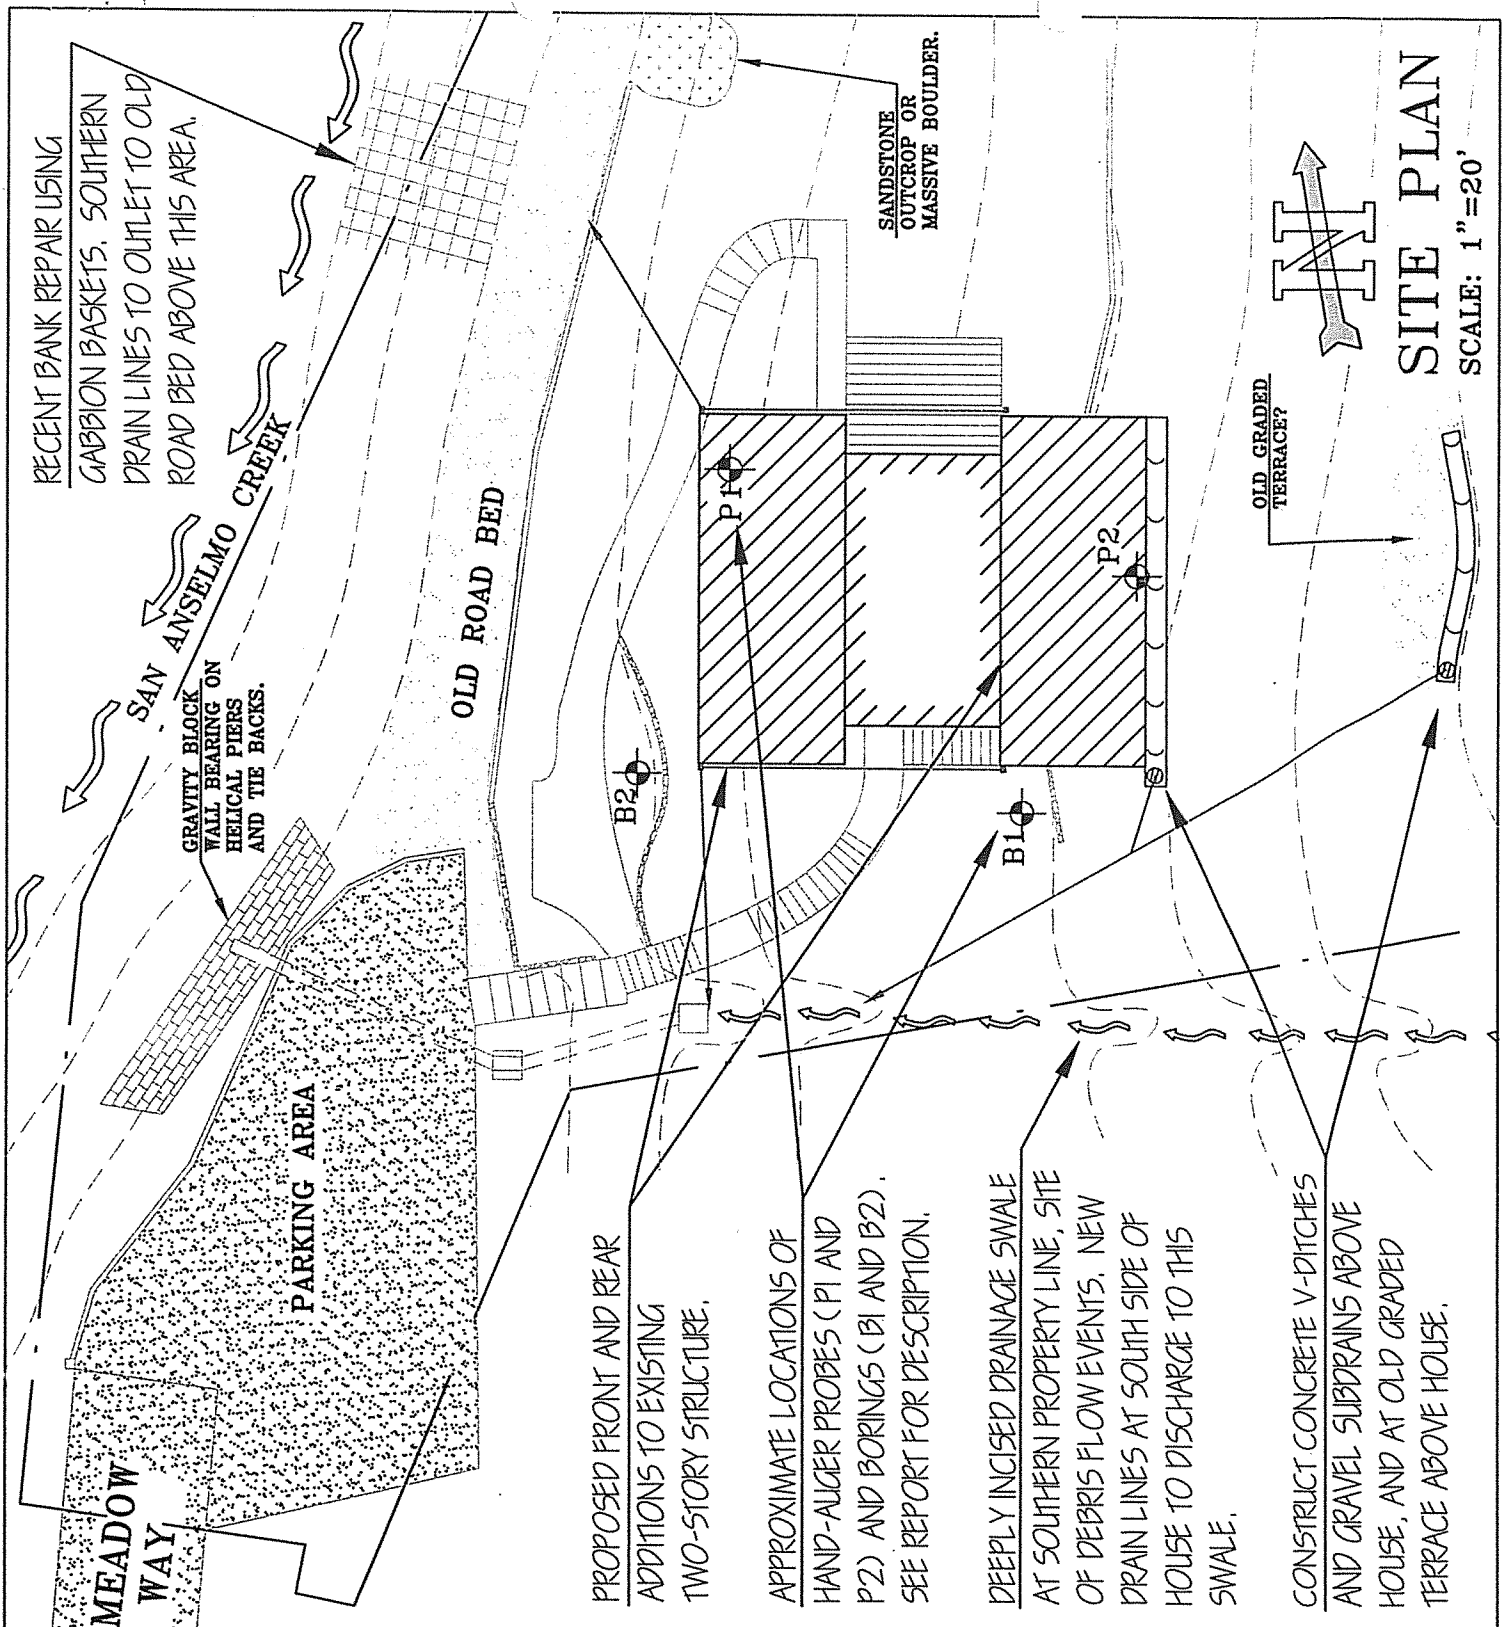 RECENT BANK REPAIR USING
GABBION BASKETS. SOUTHERN
DRAIN LINES TO OUTLET TO OLD
ROAD BED ABOVE THIS AREA.
SAN ANSELMO CREEK
GRAVITY BLOCK
WALL BEARING ON
HELICAL PIERS
AND TIE BACKS.
OLD ROAD BED
SANDSTONE
OUTCROP OR
MASSIVE BOULDER.
P1
B2
P2
B1
OLD GRADED
TERRACE?
N
SITE PLAN
SCALE: 1"=20'
PARKING AREA
MEADOW
WAY
PROPOSED FRONT AND REAR
ADDITIONS TO EXISTING
TWO-STORY STRUCTURE.
APPROXIMATE LOCATIONS OF
HAND-AUGER PROBES (P1 AND
P2) AND BORINGS (B1 AND B2).
SEE REPORT FOR DESCRIPTION.
DEEPLY INCISED DRAINAGE SWALE
AT SOUTHERN PROPERTY LINE, SITE
OF DEBRIS FLOW EVENTS. NEW
DRAIN LINES AT SOUTH SIDE OF
HOUSE TO DISCHARGE TO THIS
SWALE.
CONSTRUCT CONCRETE V-DITCHES
AND GRAVEL SUBDRAINS ABOVE
HOUSE, AND AT OLD GRADED
TERRACE ABOVE HOUSE.